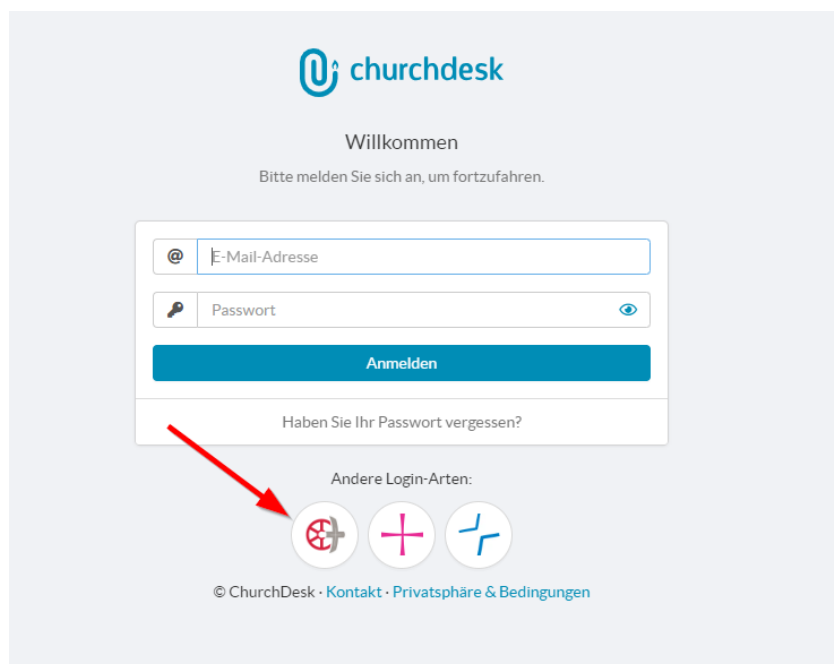 churchdesk
Willkommen
Bitte melden Sie sich an, um fortzufahren.
@ E-Mail-Adresse
Passwort
Anmelden
Haben Sie Ihr Passwort vergessen?
Andere Login-Arten:
© ChurchDesk · Kontakt · Privatsphäre & Bedingungen